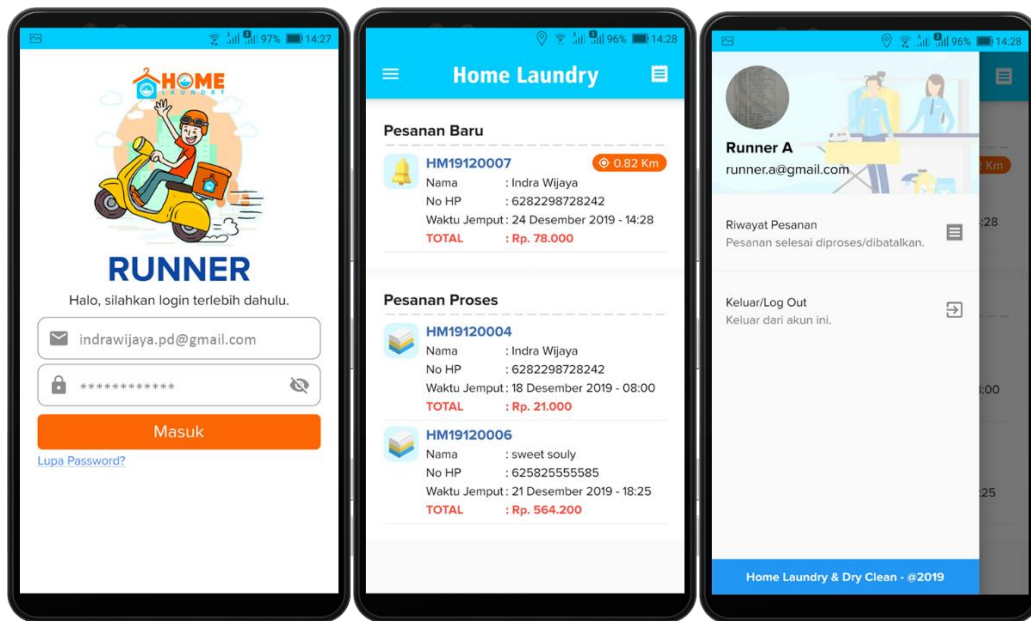 97% 14:27
HOME
LAUNDRY
RUNNER
Halo, silahkan login terlebih dahulu.
indrawijaya.pd@gmail.com
************
Masuk
Lupa Password?
96% 14:28
Home Laundry
Pesanan Baru
HM19120007
0.82 Km
Nama : Indra Wijaya
No HP : 6282298728242
Waktu Jemput : 24 Desember 2019 - 14:28
TOTAL : Rp. 78.000
Pesanan Proses
HM19120004
Nama : Indra Wijaya
No HP : 6282298728242
Waktu Jemput : 18 Desember 2019 - 08:00
TOTAL : Rp. 21.000
HM19120006
Nama : sweet souly
No HP : 625825555585
Waktu Jemput : 21 Desember 2019 - 18:25
TOTAL : Rp. 564.200
96% 14:28
Runner A
runner.a@gmail.com
Km
:28
Riwayat Pesanan
Pesanan selesai diproses/dibatalkan.
Keluar/Log Out
Keluar dari akun ini.
:00
:25
Home Laundry & Dry Clean - @2019